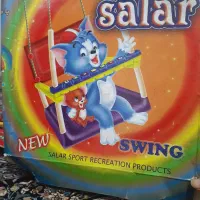 salar
NEW
SWING
SALAR SPORT RECREATION PRODUCTS